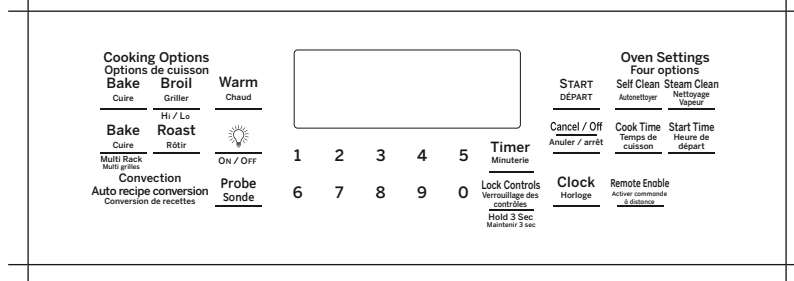 Cooking Options
Options de cuisson
Bake
Cuire
Broil
Griller
HI / LO
Warm
Chaud
Bake
Cuire
Multi Rack
Multi grilles
Roast
Rôtir
ON / OFF
Convection
Auto recipe conversion
Conversion de recettes
Probe
Sonde
1 2 3 4 5
6 7 8 9 0
Timer
Minuterie
Lock Controls
Verrouillage des
contrôles
Hold 3 Sec
Maintenir 3 sec
START
DÉPART
Cancel / Off
Anuler / arrêt
Clock
Horloge
Oven Settings
Four options
Self Clean
Autonettoyer
Steam Clean
Nettoyage
Vapeur
Cook Time
Temps de
cuisson
Start Time
Heure de
départ
Remote Enable
Activer commande
à distance